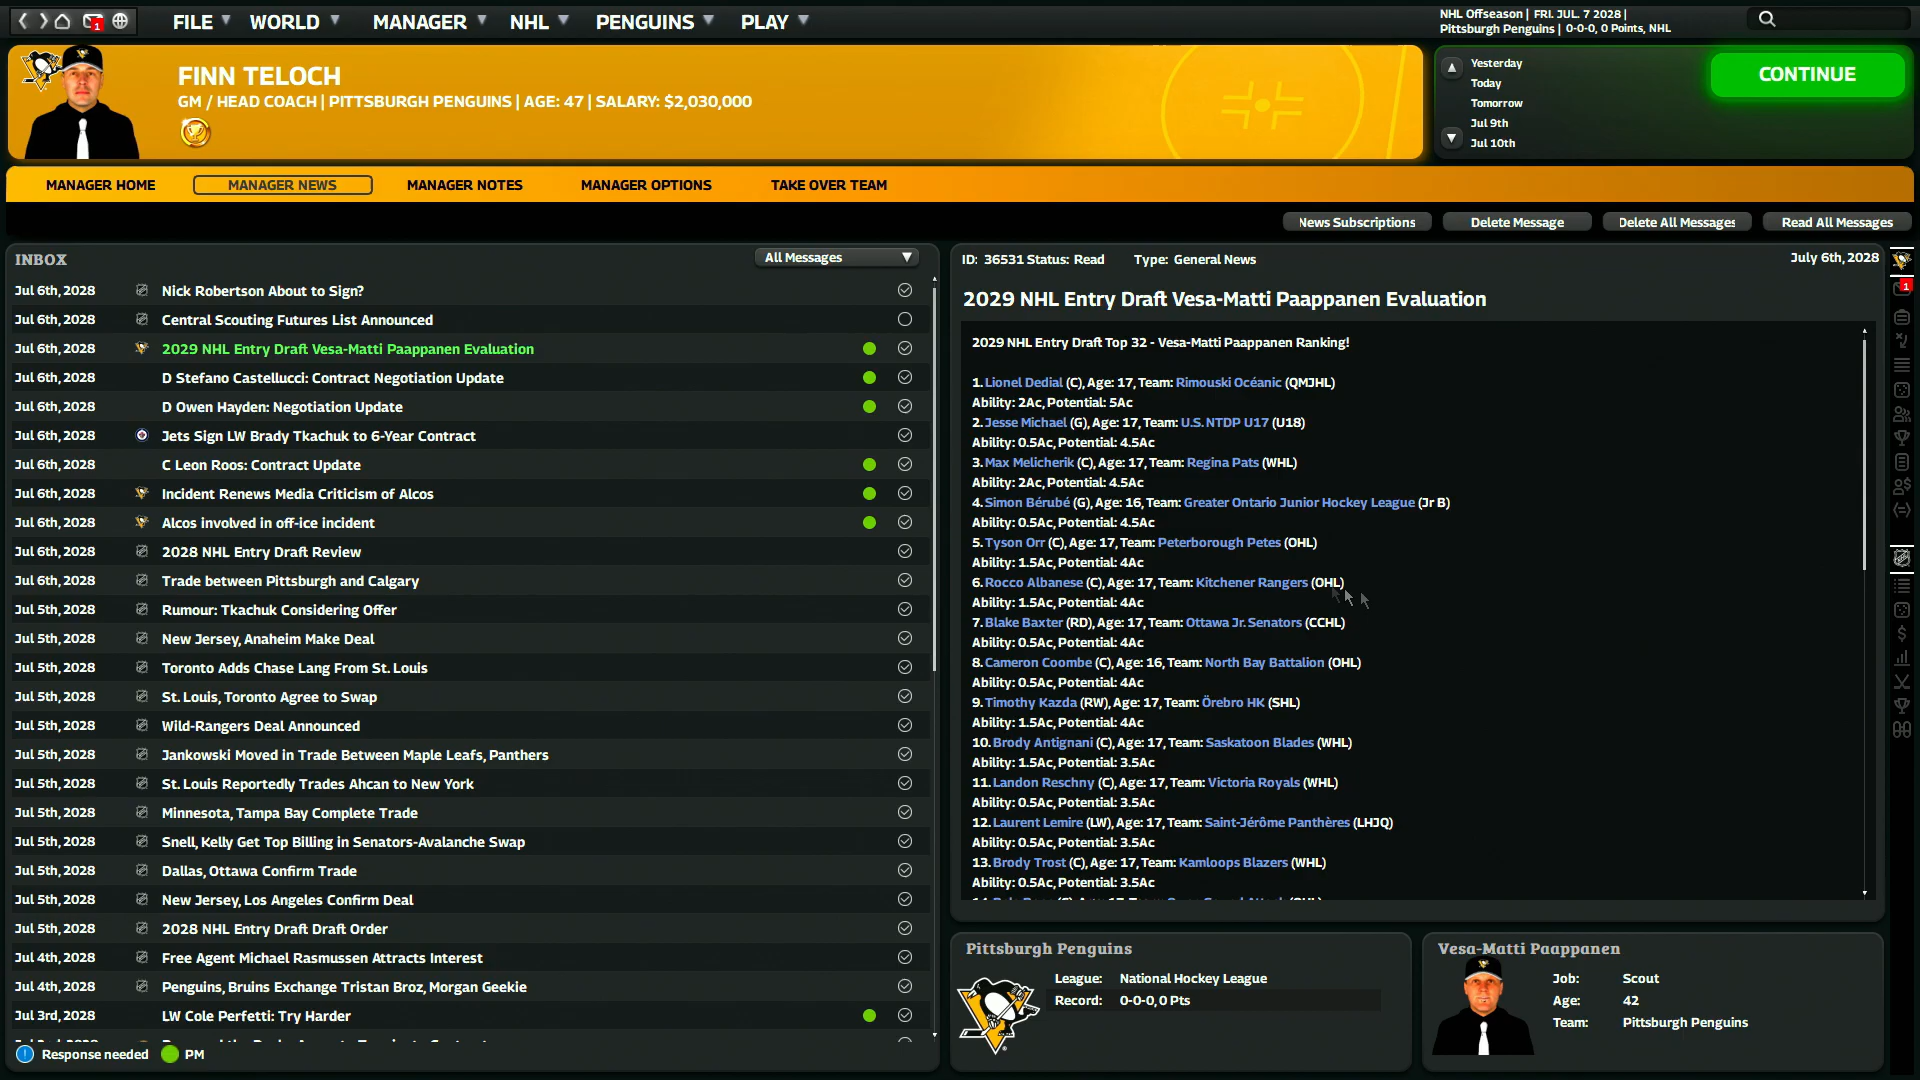 FILE
WORLD
MANAGER
NHL
PENGUINS
PLAY
NHL Offseason | FRI. JUL. 7 2028 |
Pittsburgh Penguins | 0-0-0, 0 Points, NHL
1
FINN TELOCH
GM / HEAD COACH | PITTSBURGH PENGUINS | AGE: 47 | SALARY: $2,030,000
Yesterday
Today
Tomorrow
Jul 9th
Jul 10th
CONTINUE
MANAGER HOME
MANAGER NEWS
MANAGER NOTES
MANAGER OPTIONS
TAKE OVER TEAM
News Subscriptions
Delete Message
Delete All Messages
Read All Messages
INBOX
All Messages
Jul 6th, 2028 Nick Robertson About to Sign?
Jul 6th, 2028 Central Scouting Futures List Announced
Jul 6th, 2028 2029 NHL Entry Draft Vesa-Matti Paappanen Evaluation
Jul 6th, 2028 D Stefano Castellucci: Contract Negotiation Update
Jul 6th, 2028 D Owen Hayden: Negotiation Update
Jul 6th, 2028 Jets Sign LW Brady Tkachuk to 6-Year Contract
Jul 6th, 2028 C Leon Roos: Contract Update
Jul 6th, 2028 Incident Renews Media Criticism of Alcos
Jul 6th, 2028 Alcos involved in off-ice incident
Jul 6th, 2028 2028 NHL Entry Draft Review
Jul 6th, 2028 Trade between Pittsburgh and Calgary
Jul 5th, 2028 Rumour: Tkachuk Considering Offer
Jul 5th, 2028 New Jersey, Anaheim Make Deal
Jul 5th, 2028 Toronto Adds Chase Lang From St. Louis
Jul 5th, 2028 St. Louis, Toronto Agree to Swap
Jul 5th, 2028 Wild-Rangers Deal Announced
Jul 5th, 2028 Jankowski Moved in Trade Between Maple Leafs, Panthers
Jul 5th, 2028 St. Louis Reportedly Trades Ahcan to New York
Jul 5th, 2028 Minnesota, Tampa Bay Complete Trade
Jul 5th, 2028 Snell, Kelly Get Top Billing in Senators-Avalanche Swap
Jul 5th, 2028 Dallas, Ottawa Confirm Trade
Jul 5th, 2028 New Jersey, Los Angeles Confirm Deal
Jul 5th, 2028 2028 NHL Entry Draft Draft Order
Jul 4th, 2028 Free Agent Michael Rasmussen Attracts Interest
Jul 4th, 2028 Penguins, Bruins Exchange Tristan Broz, Morgan Geekie
Jul 3rd, 2028 LW Cole Perfetti: Try Harder
Response needed
PM
ID: 36531 Status: Read Type: General News July 6th, 2028
2029 NHL Entry Draft Vesa-Matti Paappanen Evaluation
2029 NHL Entry Draft Top 32 - Vesa-Matti Paappanen Ranking!
1. Lionel Dedial (C), Age: 17, Team: Rimouski Océanic (QMJHL)
Ability: 2Ac, Potential: 5Ac
2. Jesse Michael (G), Age: 17, Team: U.S. NTDP U17 (U18)
Ability: 0.5Ac, Potential: 4.5Ac
3. Max Melicherik (C), Age: 17, Team: Regina Pats (WHL)
Ability: 2Ac, Potential: 4.5Ac
4. Simon Bérubé (G), Age: 16, Team: Greater Ontario Junior Hockey League (Jr B)
Ability: 0.5Ac, Potential: 4.5Ac
5. Tyson Orr (C), Age: 17, Team: Peterborough Petes (OHL)
Ability: 1.5Ac, Potential: 4Ac
6. Rocco Albanese (C), Age: 17, Team: Kitchener Rangers (OHL)
Ability: 1.5Ac, Potential: 4Ac
7. Blake Baxter (RD), Age: 17, Team: Ottawa Jr. Senators (CCHL)
Ability: 0.5Ac, Potential: 4Ac
8. Cameron Coombe (C), Age: 16, Team: North Bay Battalion (OHL)
Ability: 0.5Ac, Potential: 4Ac
9. Timothy Kazda (RW), Age: 17, Team: Örebro HK (SHL)
Ability: 1.5Ac, Potential: 4Ac
10. Brody Antignani (C), Age: 17, Team: Saskatoon Blades (WHL)
Ability: 1.5Ac, Potential: 3.5Ac
11. Landon Reschny (C), Age: 17, Team: Victoria Royals (WHL)
Ability: 0.5Ac, Potential: 3.5Ac
12. Laurent Lemire (LW), Age: 17, Team: Saint-Jérôme Panthères (LHJQ)
Ability: 0.5Ac, Potential: 3.5Ac
13. Brody Trost (C), Age: 17, Team: Kamloops Blazers (WHL)
Ability: 0.5Ac, Potential: 3.5Ac
1
Pittsburgh Penguins
League: National Hockey League
Record: 0-0-0, 0 Pts
Vesa-Matti Paappanen
Job: Scout
Age: 42
Team: Pittsburgh Penguins